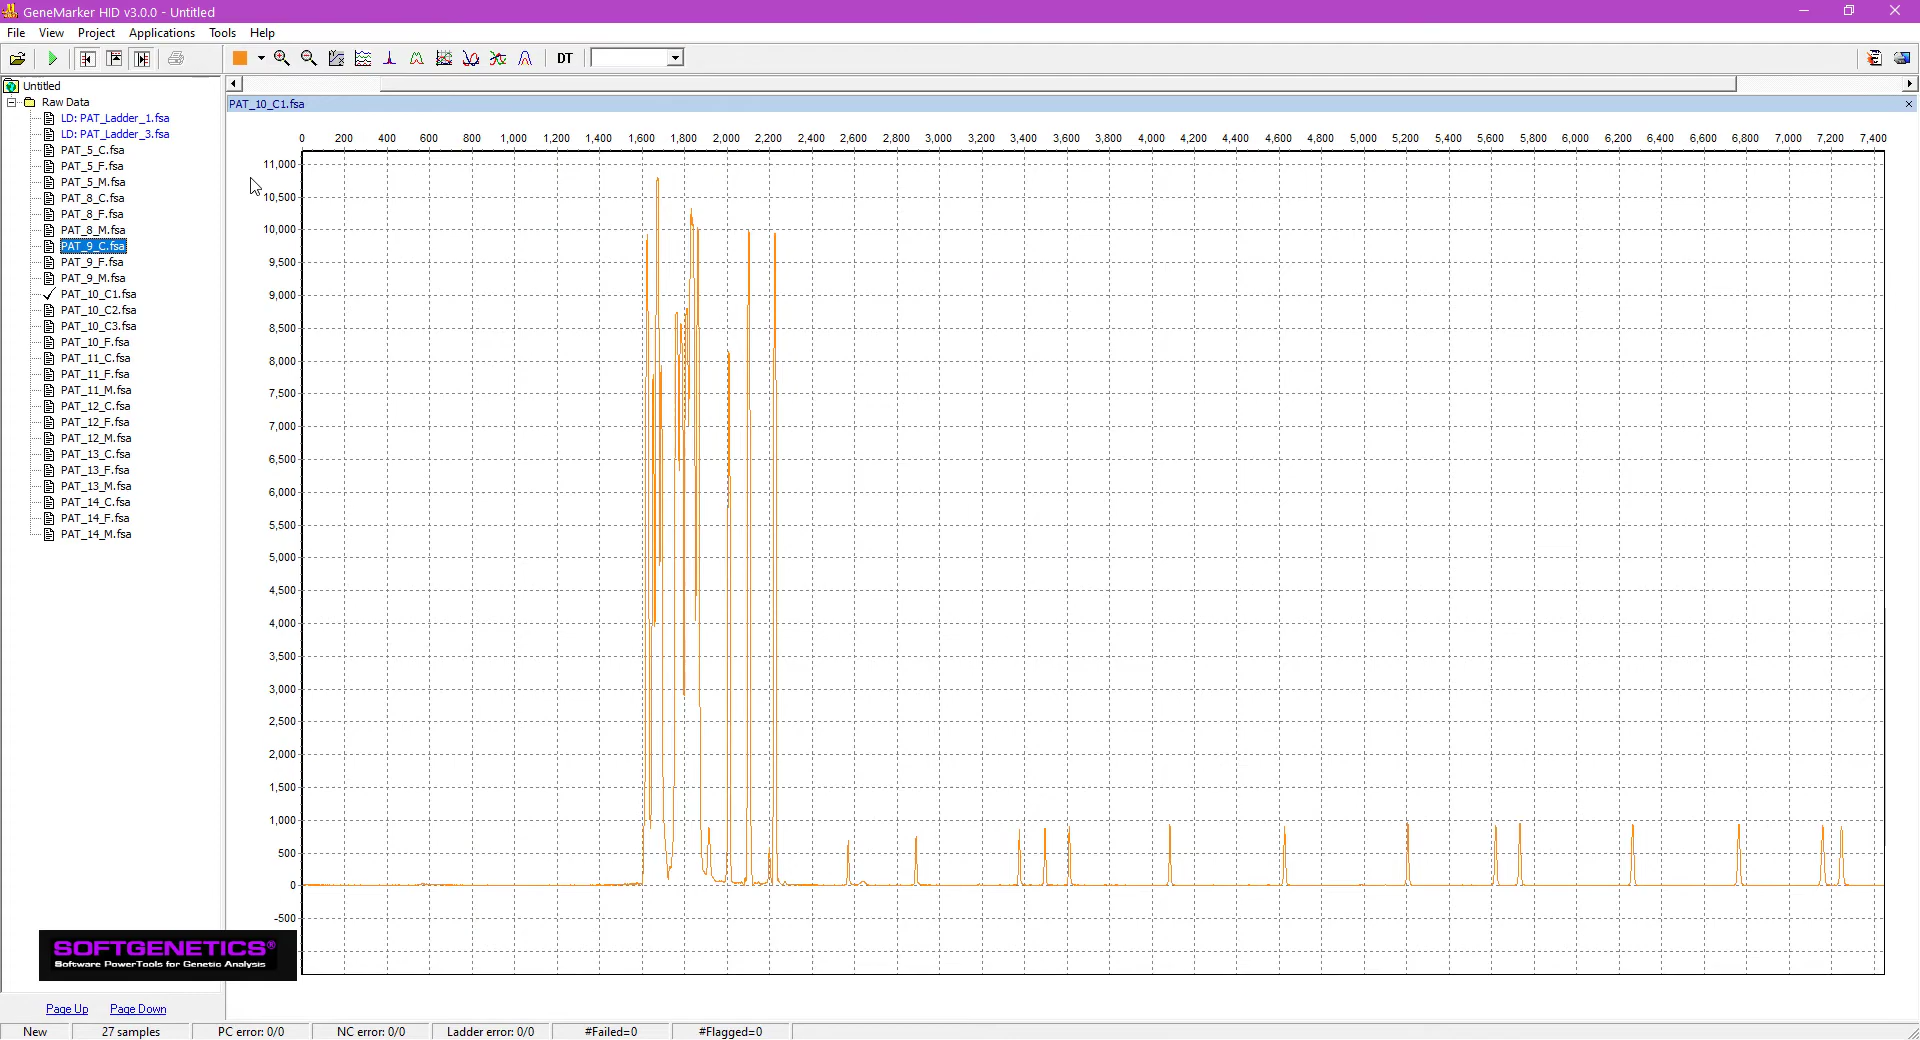 GeneMarker HID v3.0.0 - Untitled
File View Project Applications Tools Help
DT
Untitled
Raw Data
LD: PAT_Ladder_1.fsa
LD: PAT_Ladder_3.fsa
PAT_5_C.fsa
PAT_5_F.fsa
PAT_5_M.fsa
PAT_8_C.fsa
PAT_8_F.fsa
PAT_8_M.fsa
PAT_9_C.fsa
PAT_9_F.fsa
PAT_9_M.fsa
PAT_10_C1.fsa
PAT_10_C2.fsa
PAT_10_C3.fsa
PAT_10_F.fsa
PAT_11_C.fsa
PAT_11_F.fsa
PAT_11_M.fsa
PAT_12_C.fsa
PAT_12_F.fsa
PAT_12_M.fsa
PAT_13_C.fsa
PAT_13_F.fsa
PAT_13_M.fsa
PAT_14_C.fsa
PAT_14_F.fsa
PAT_14_M.fsa
PAT_10_C1.fsa
0 200 400 600 800 1,000 1,200 1,400 1,600 1,800 2,000 2,200 2,400 2,600 2,800 3,000 3,200 3,400 3,600 3,800 4,000 4,200 4,400 4,600 4,800 5,000 5,200 5,400 5,600 5,800 6,000 6,200 6,400 6,600 6,800 7,000 7,200 7,400
11,000
10,500
10,000
9,500
9,000
8,500
8,000
7,500
7,000
6,500
6,000
5,500
5,000
4,500
4,000
3,500
3,000
2,500
2,000
1,500
1,000
500
0
-500
SOFTGENETICS®
Software PowerTools for Genetic Analysis
Page Up Page Down
New 27 samples PC error: 0/0 NC error: 0/0 Ladder error: 0/0 #Failed=0 #Flagged=0